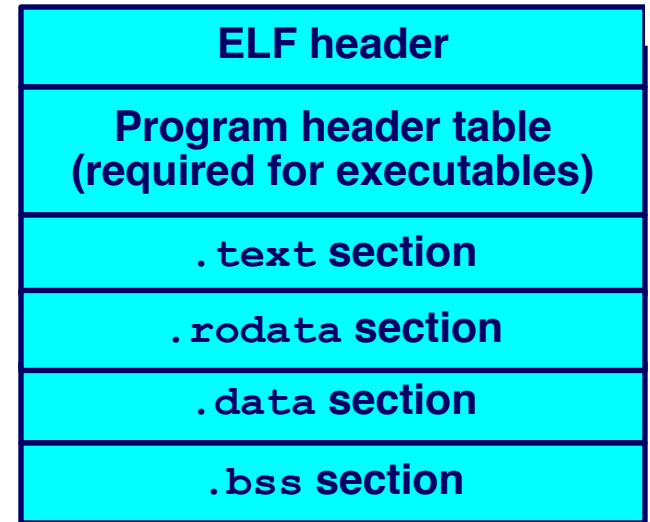 ELF header
Program header table
(required for executables)
.text section
.rodata section
.data section
.bss section